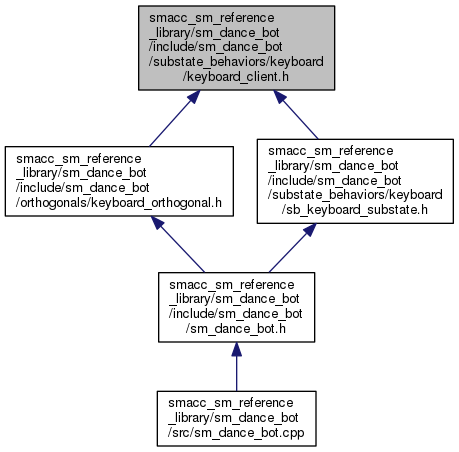 smacc_sm_reference
_library/sm_dance_bot
/include/sm_dance_bot
/substate_behaviors/keyboard
/keyboard_client.h
smacc_sm_reference
_library/sm_dance_bot
/include/sm_dance_bot
/orthogonals/keyboard_orthogonal.h
smacc_sm_reference
_library/sm_dance_bot
/include/sm_dance_bot
/substate_behaviors/keyboard
/sb_keyboard_substate.h
smacc_sm_reference
_library/sm_dance_bot
/include/sm_dance_bot
/sm_dance_bot.h
smacc_sm_reference
_library/sm_dance_bot
/src/sm_dance_bot.cpp